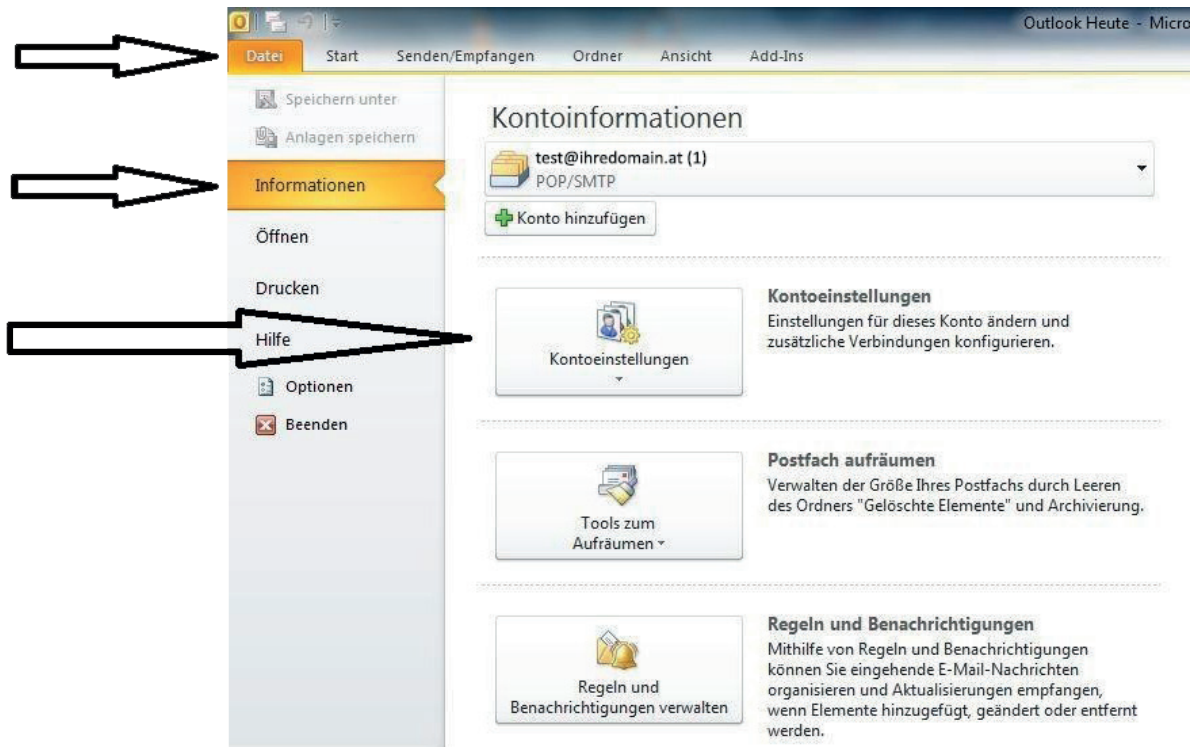 Outlook Heute - Micro
Datei Start Senden/Empfangen Ordner Ansicht Add-Ins
Speichern unter
Anlagen speichern
Informationen
Öffnen
Drucken
Hilfe
Optionen
Beenden
Kontoinformationen
test@ihredomain.at (1)
POP/SMTP
Konto hinzufügen
Kontoeinstellungen
Kontoeinstellungen
Einstellungen für dieses Konto ändern und
zusätzliche Verbindungen konfigurieren.
Tools zum
Aufräumen
Postfach aufräumen
Verwalten der Größe Ihres Postfachs durch Leeren
des Ordners "Gelöschte Elemente" und Archivierung.
Regeln und
Benachrichtigungen verwalten
Regeln und Benachrichtigungen
Mithilfe von Regeln und Benachrichtigungen
können Sie eingehende E-Mail-Nachrichten
organisieren und Aktualisierungen empfangen,
wenn Elemente hinzugefügt, geändert oder entfernt
werden.